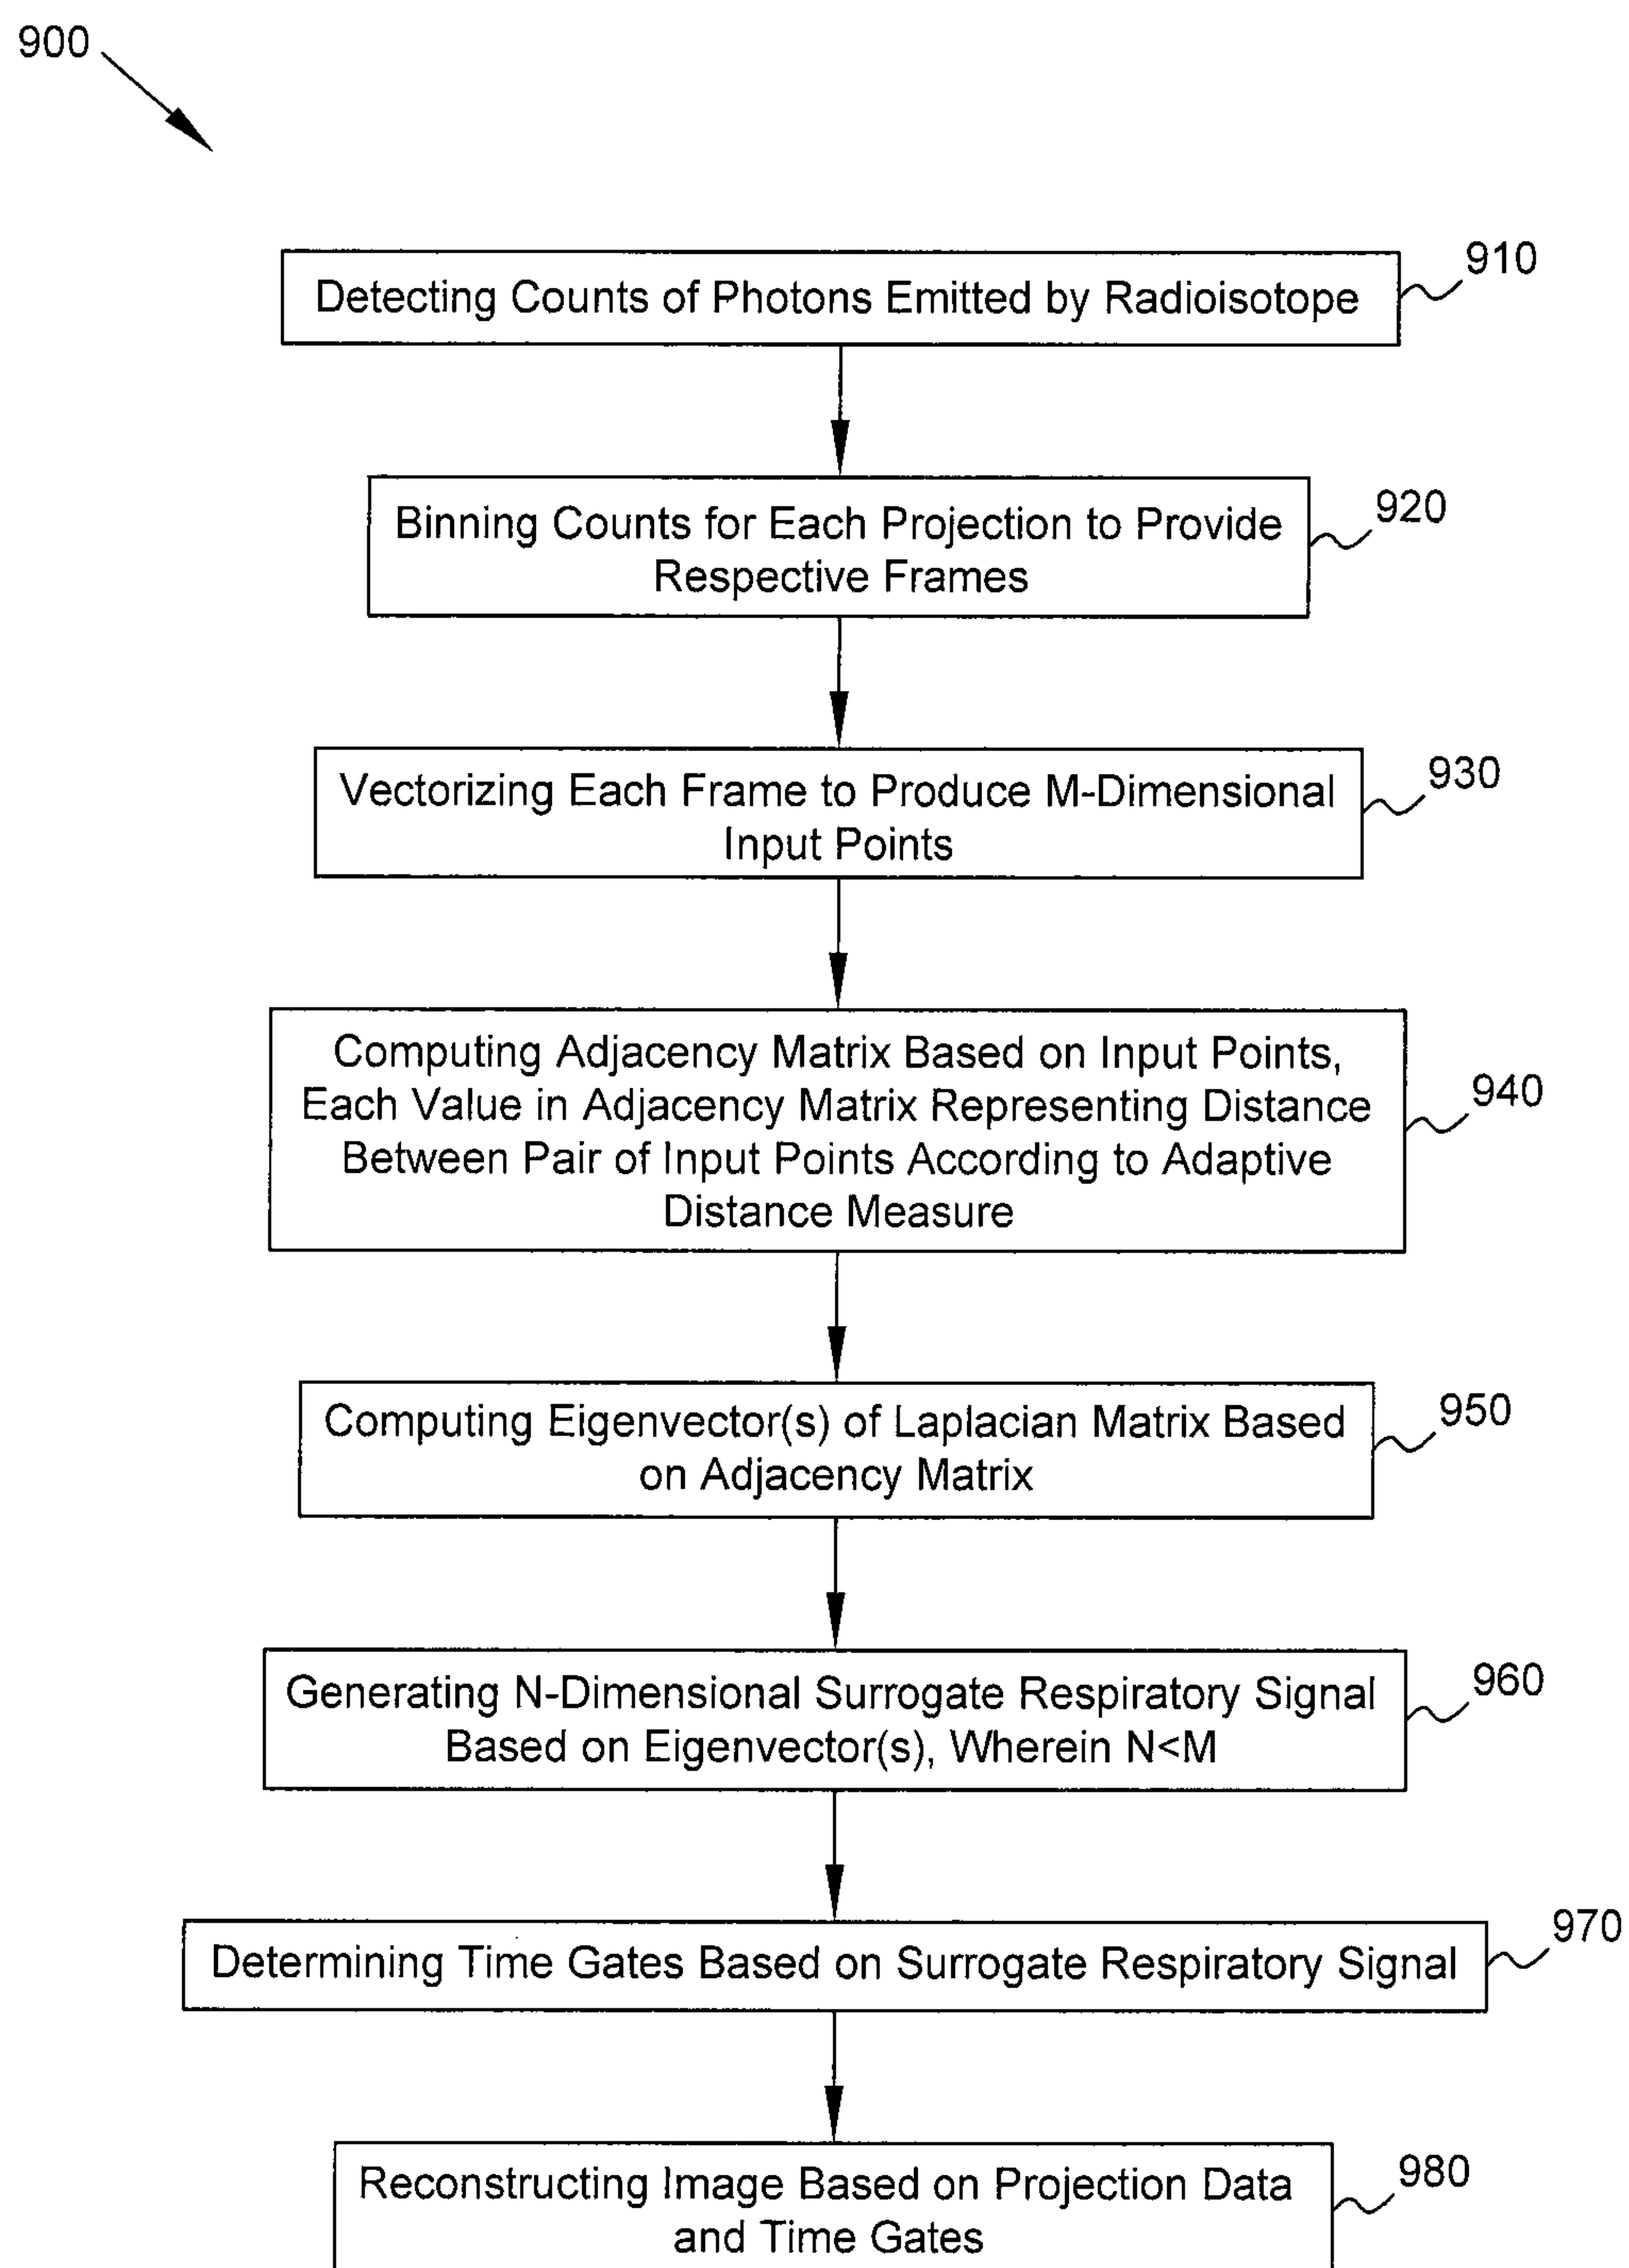 900
Detecting Counts of Photons Emitted by Radioisotope
910
Binning Counts for Each Projection to Provide
Respective Frames
920
Vectorizing Each Frame to Produce M-Dimensional
Input Points
930
Computing Adjacency Matrix Based on Input Points,
Each Value in Adjacency Matrix Representing Distance
Between Pair of Input Points According to Adaptive
Distance Measure
940
Computing Eigenvector(s) of Laplacian Matrix Based
on Adjacency Matrix
950
Generating N-Dimensional Surrogate Respiratory Signal
Based on Eigenvector(s), Wherein N<M
960
Determining Time Gates Based on Surrogate Respiratory Signal
970
Reconstructing Image Based on Projection Data
and Time Gates
980